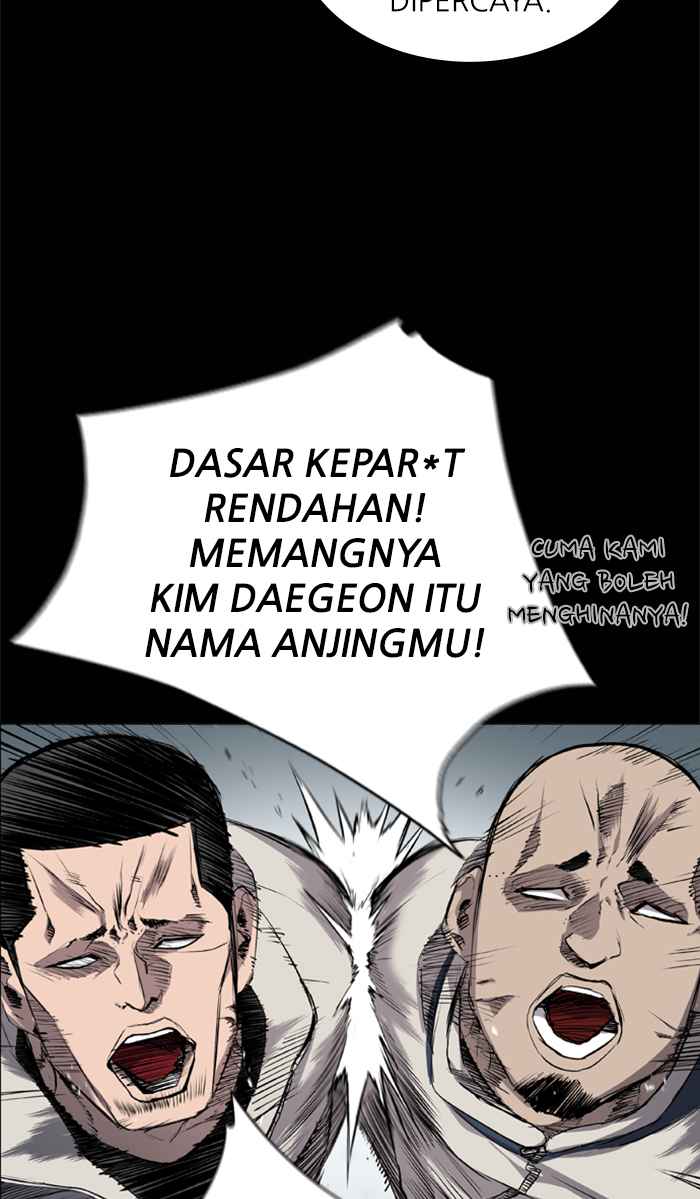 DIPERCAYA.
DASAR KEPAR*T
RENDAHAN!
MEMANGNYA
KIM DAEGEON ITU
NAMA ANJINGMU!
CUMA KAMI
YANG BOLEH
MENGHINANYA!